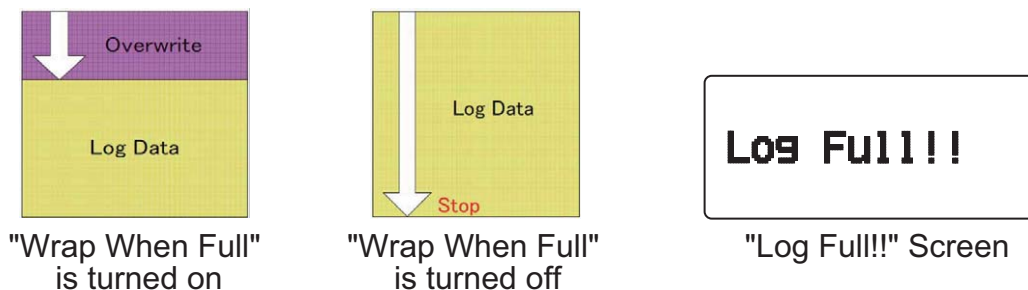 Overwrite
Log Data
"Wrap When Full"
is turned on
Log Data
Stop
"Wrap When Full"
is turned off
Log Full!!
"Log Full!!" Screen